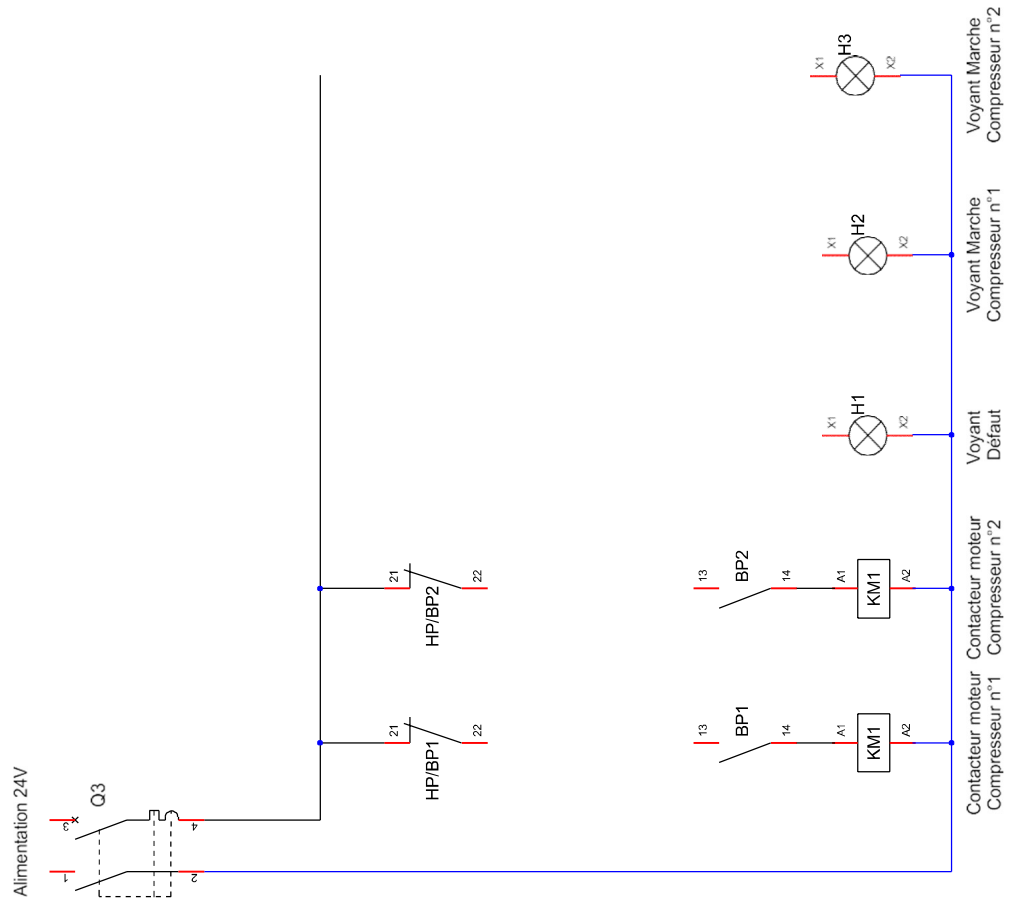 Alimentation 24V
Q3
1
2
3
4
21
HP/BP1
22
21
HP/BP2
22
13
BP1
14
A1
KM1
A2
13
BP2
14
A1
KM1
A2
X1
H1
X2
X1
H2
X2
X1
H3
X2
Contacteur moteur
Compresseur n°1
Contacteur moteur
Compresseur n°2
Voyant
Défaut
Voyant Marche
Compresseur n°1
Voyant Marche
Compresseur n°2